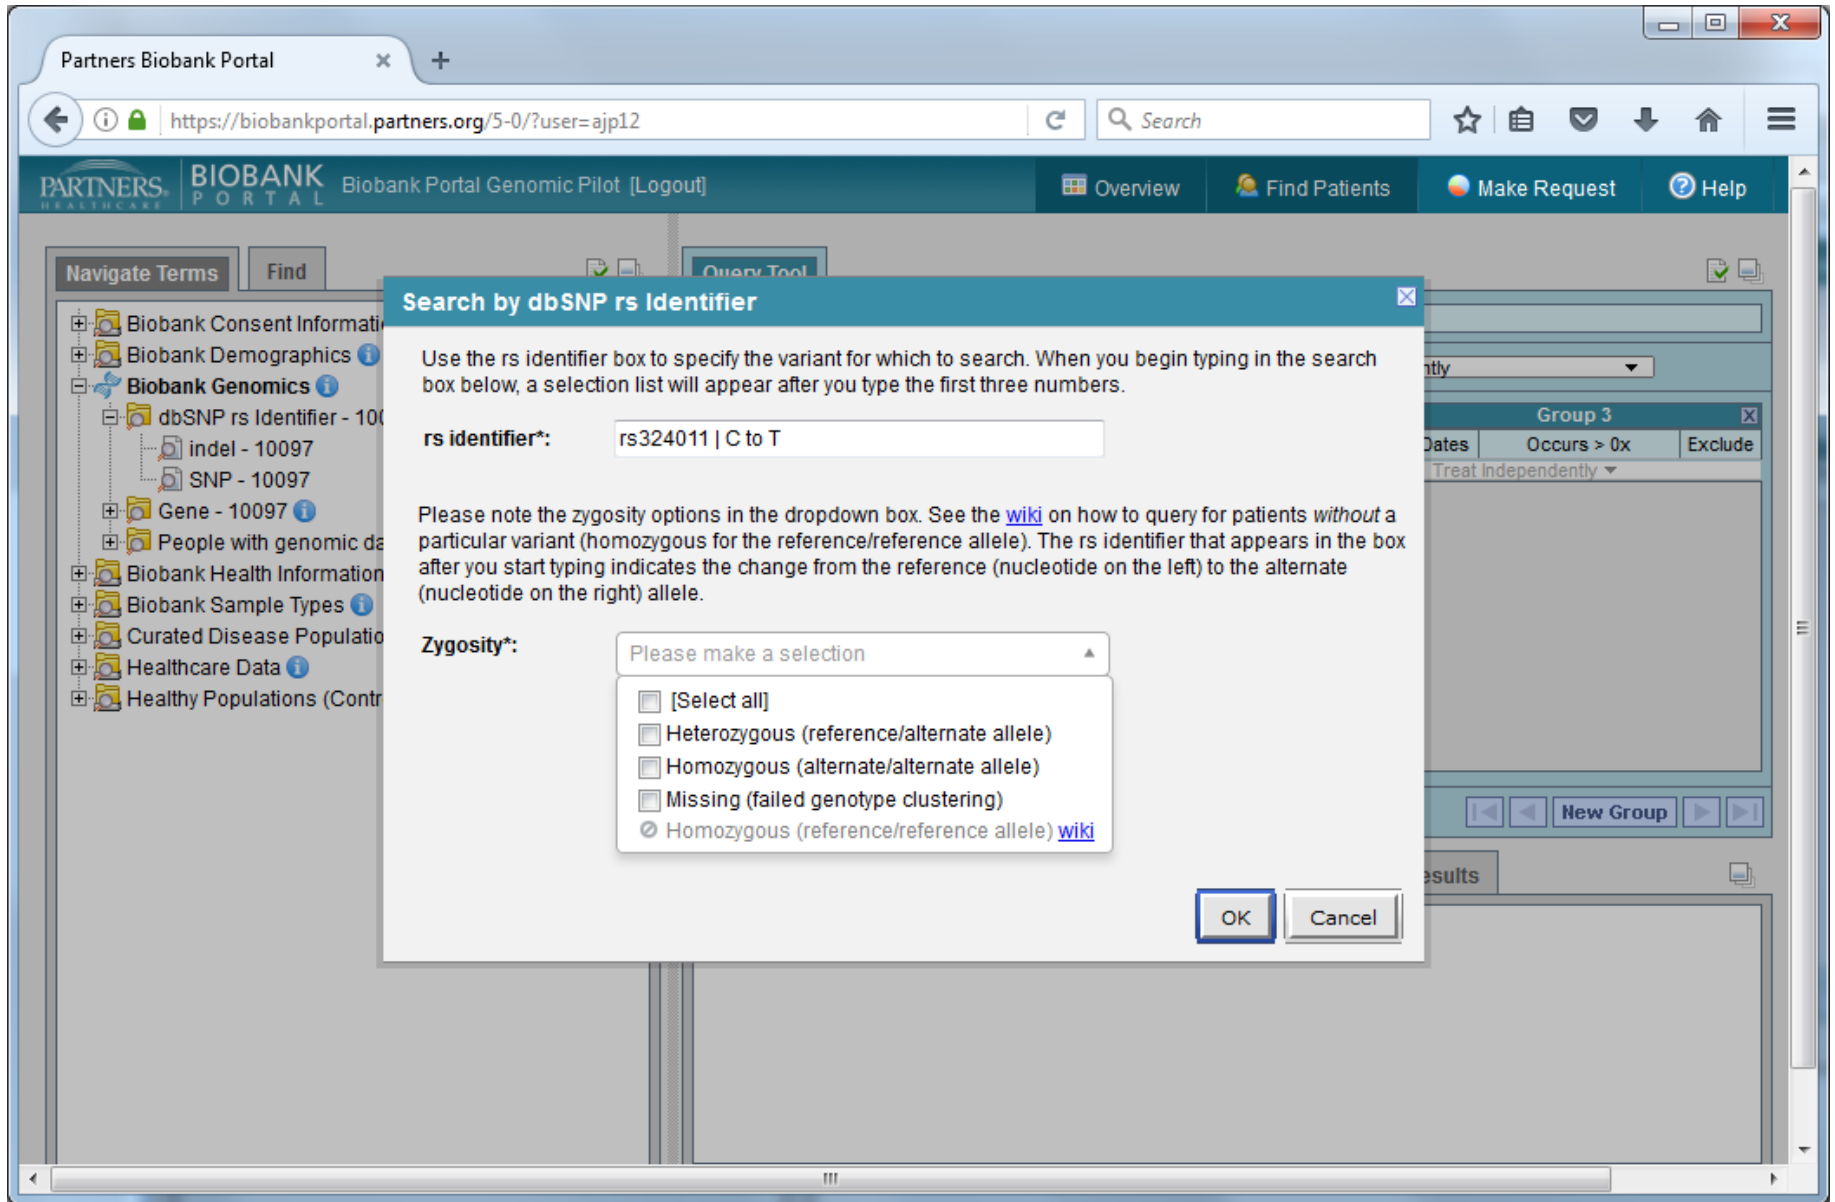 Partners Biobank Portal
https://biobankportal.partners.org/5-0/?user=ajp12
Search
PARTNERS.
HEALTHCARE
BIOBANK
PORTAL
Biobank Portal Genomic Pilot [Logout]
Overview
Find Patients
Make Request
Help
Navigate Terms
Find
Query Tool
Biobank Consent Informati
Biobank Demographics
Biobank Genomics
dbSNP rs Identifier - 100
indel - 10097
SNP - 10097
Gene - 10097
People with genomic da
Biobank Health Information
Biobank Sample Types
Curated Disease Populatio
Healthcare Data
Healthy Populations (Contr
Search by dbSNP rs Identifier
Use the rs identifier box to specify the variant for which to search. When you begin typing in the search
box below, a selection list will appear after you type the first three numbers.
rs identifier*:
rs324011 | C to T
Please note the zygosity options in the dropdown box. See the wiki on how to query for patients without a
particular variant (homozygous for the reference/reference allele). The rs identifier that appears in the box
after you start typing indicates the change from the reference (nucleotide on the left) to the alternate
(nucleotide on the right) allele.
Zygosity*:
Please make a selection
[Select all]
Heterozygous (reference/alternate allele)
Homozygous (alternate/alternate allele)
Missing (failed genotype clustering)
Homozygous (reference/reference allele) wiki
OK
Cancel
ntly
Group 3
Dates
Occurs > 0x
Exclude
Treat Independently
New Group
esults